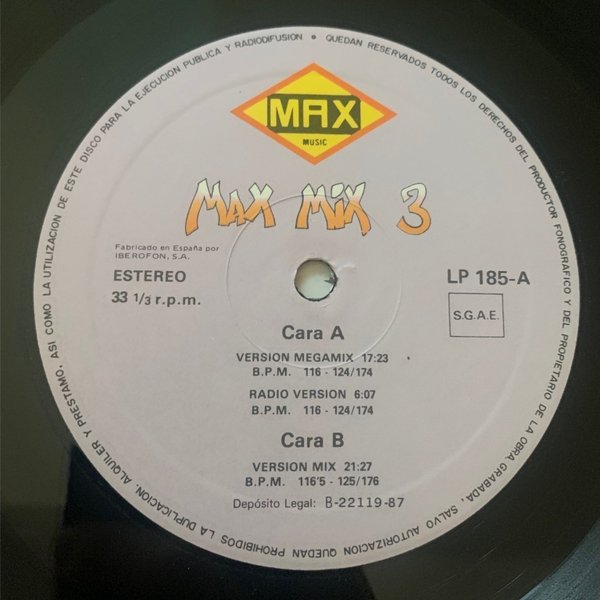 QUEDAN RESERVADOS TODOS LOS DERECHOS DEL PRODUCTOR FONOGRAFICO Y DEL PROPIETARIO DE LA OBRA GRABADA. SALVO AUTORIZACION QUEDAN PROHIBIDOS LA DUPLICACION, ALQUILER Y PRESTAMO, ASI COMO LA UTILIZACION DE ESTE DISCO PARA LA EJECUCION PUBLICA Y RADIODIFUSION •
MAX
MUSIC
MAX MIX 3
Fabricado en España por
IBEROFON, S.A.
ESTEREO
33 1/3 r.p.m.
LP 185-A
S.G.A.E.
Cara A
VERSION MEGAMIX 17:23
B.P.M. 116 - 124/174
RADIO VERSION 6:07
B.P.M. 116 - 124/174
Cara B
VERSION MIX 21:27
B.P.M. 116'5 - 125/176
Depósito Legal: B-22119-87